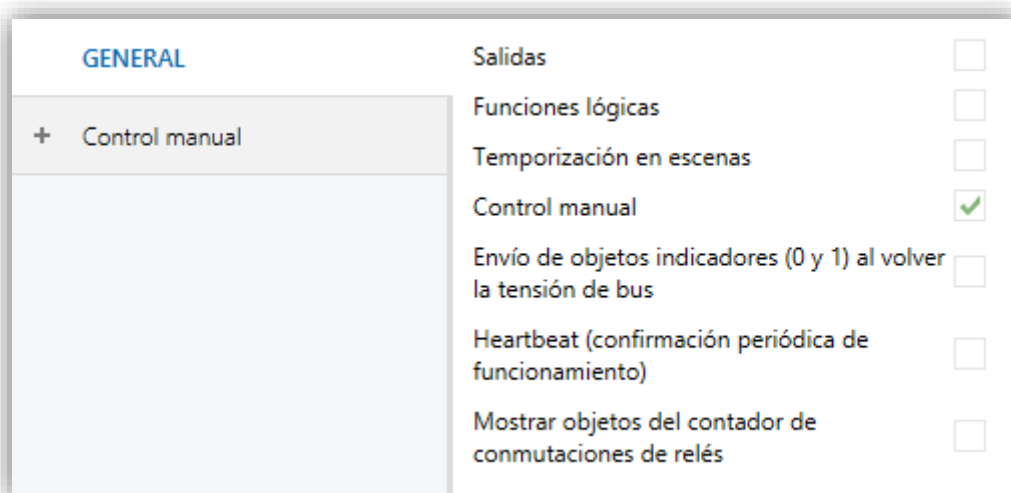 GENERAL
+ Control manual
Salidas
Funciones lógicas
Temporización en escenas
Control manual
Envío de objetos indicadores (0 y 1) al volver
la tensión de bus
Heartbeat (confirmación periódica de
funcionamiento)
Mostrar objetos del contador de
conmutaciones de relés